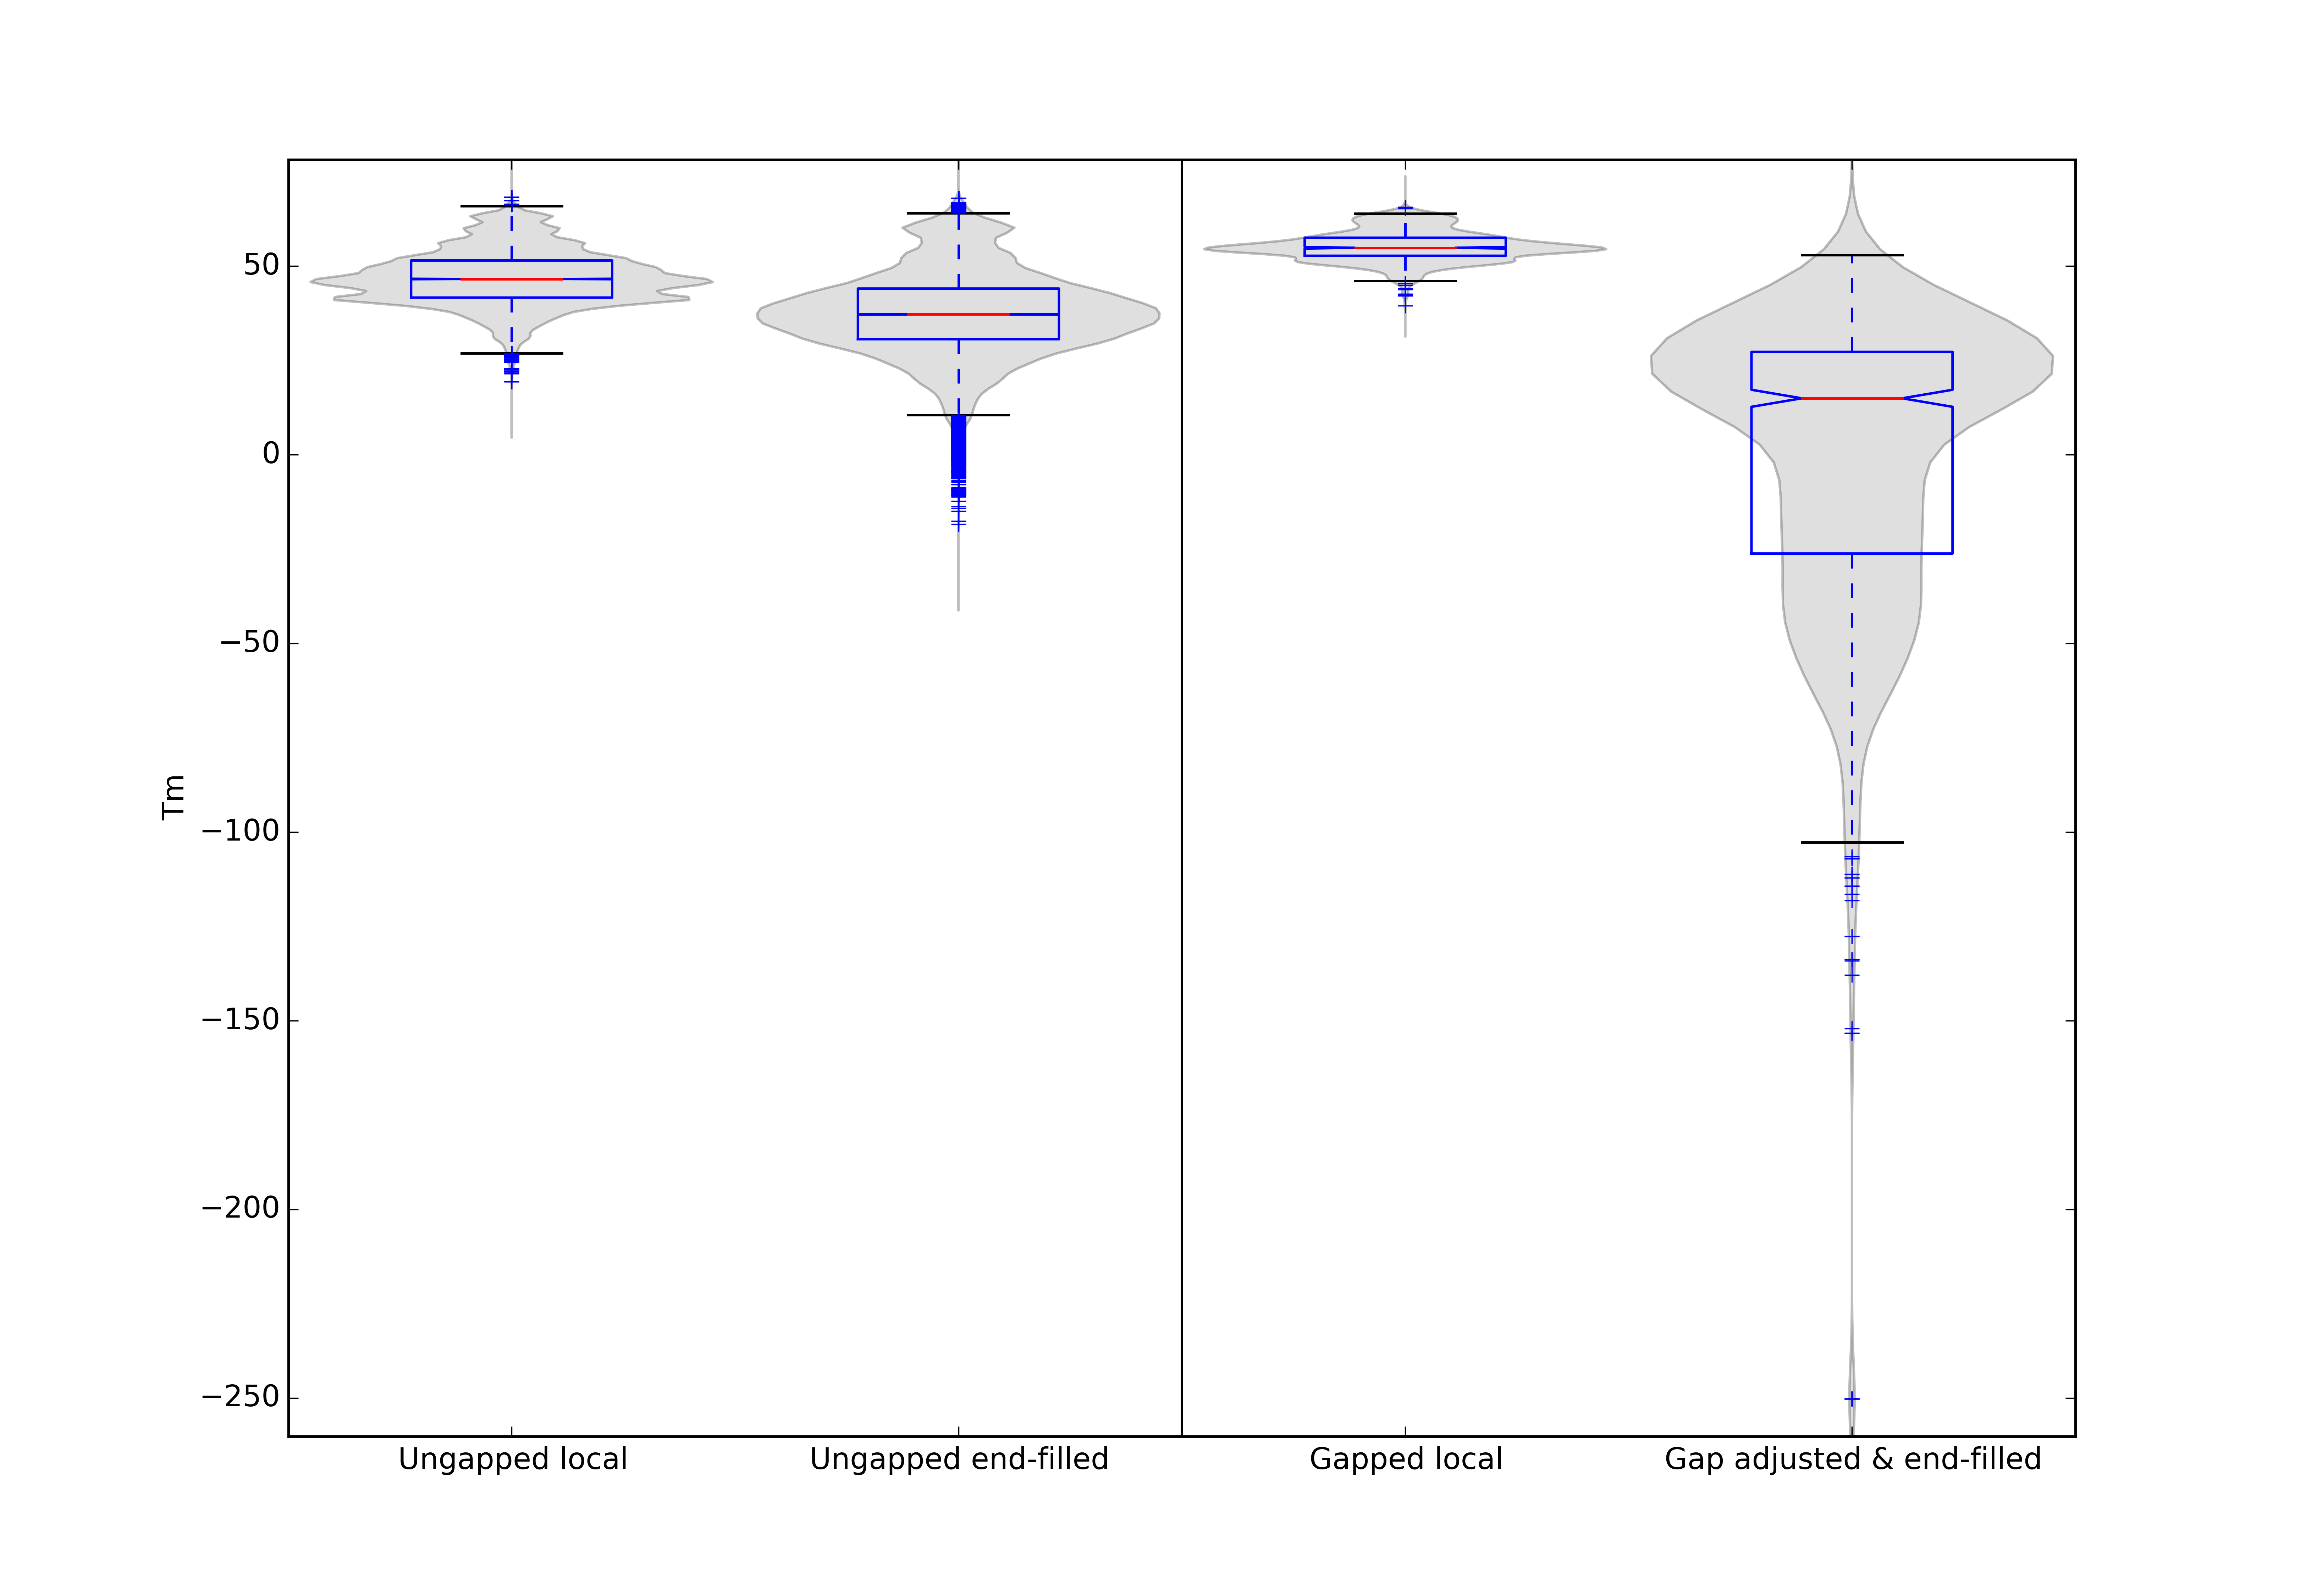 50
0
−50
−100
−150
−200
−250
Tm
Ungapped local
Ungapped end-filled
Gapped local
Gap adjusted & end-filled